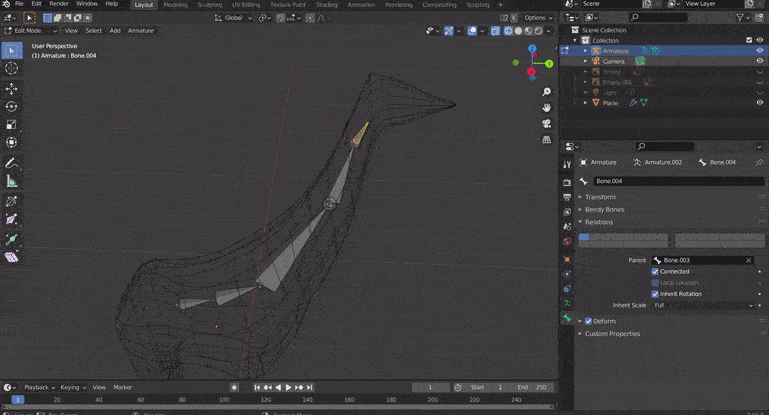 File Edit Render Window Help Layout Modeling Sculpting UV Editing Texture Paint Shading Animation Rendering Compositing Scripting + Scene View Layer
Global Options
Edit Mode View Select Add Armature
User Perspective
(1) Armature : Bone.004
Scene Collection
Collection
Armature
Camera
Empty
Light
Plane
Armature Armature.002 Bone.004
Bone.004
Transform
Bendy Bones
Relations
Parent Bone.003
Connected
Local Location
Inherit Rotation
Inherit Scale Full
Deform
Custom Properties
Playback Keying View Marker 1 Start 1 End 250
1 20 40 60 80 100 120 140 160 180 200 220 240